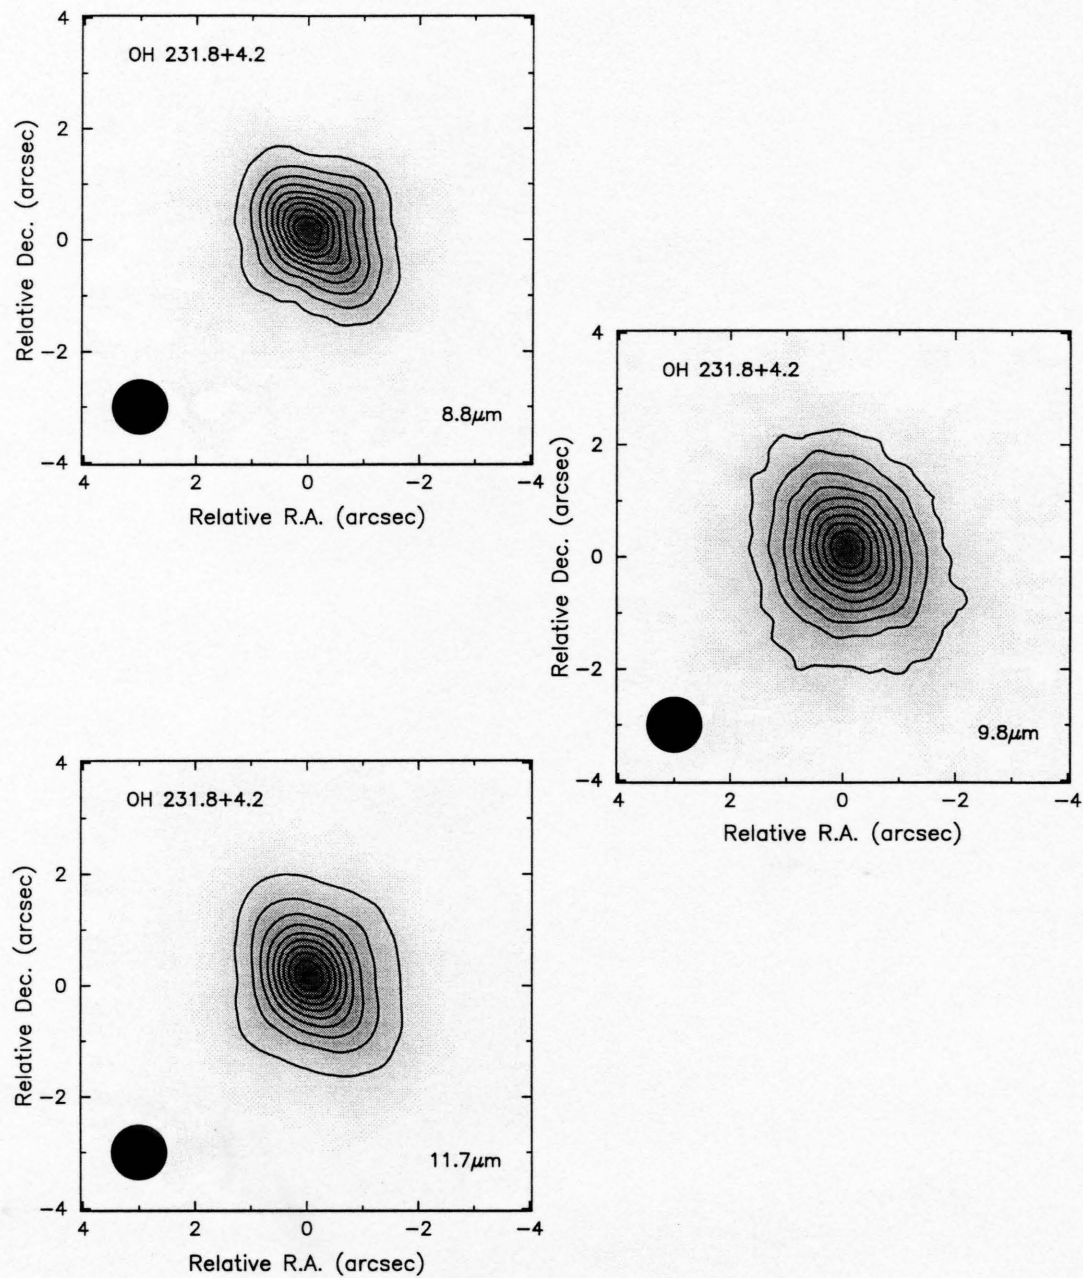 4
OH 231.8+4.2
2
0
−2
−4
8.8μm
4 2 0 −2 −4
Relative R.A. (arcsec)
Relative Dec. (arcsec)
4
OH 231.8+4.2
2
0
−2
−4
9.8μm
4 2 0 −2 −4
Relative R.A. (arcsec)
Relative Dec. (arcsec)
4
OH 231.8+4.2
2
0
−2
−4
11.7μm
4 2 0 −2 −4
Relative R.A. (arcsec)
Relative Dec. (arcsec)